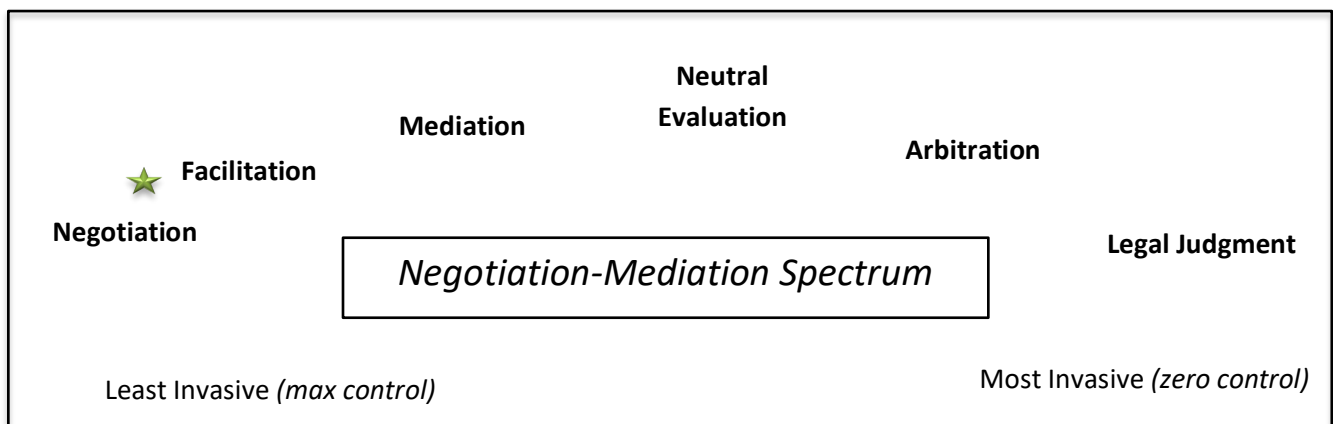 Neutral
Evaluation
Mediation
Arbitration
Facilitation
Negotiation
Legal Judgment
Negotiation-Mediation Spectrum
Least Invasive (max control)
Most Invasive (zero control)